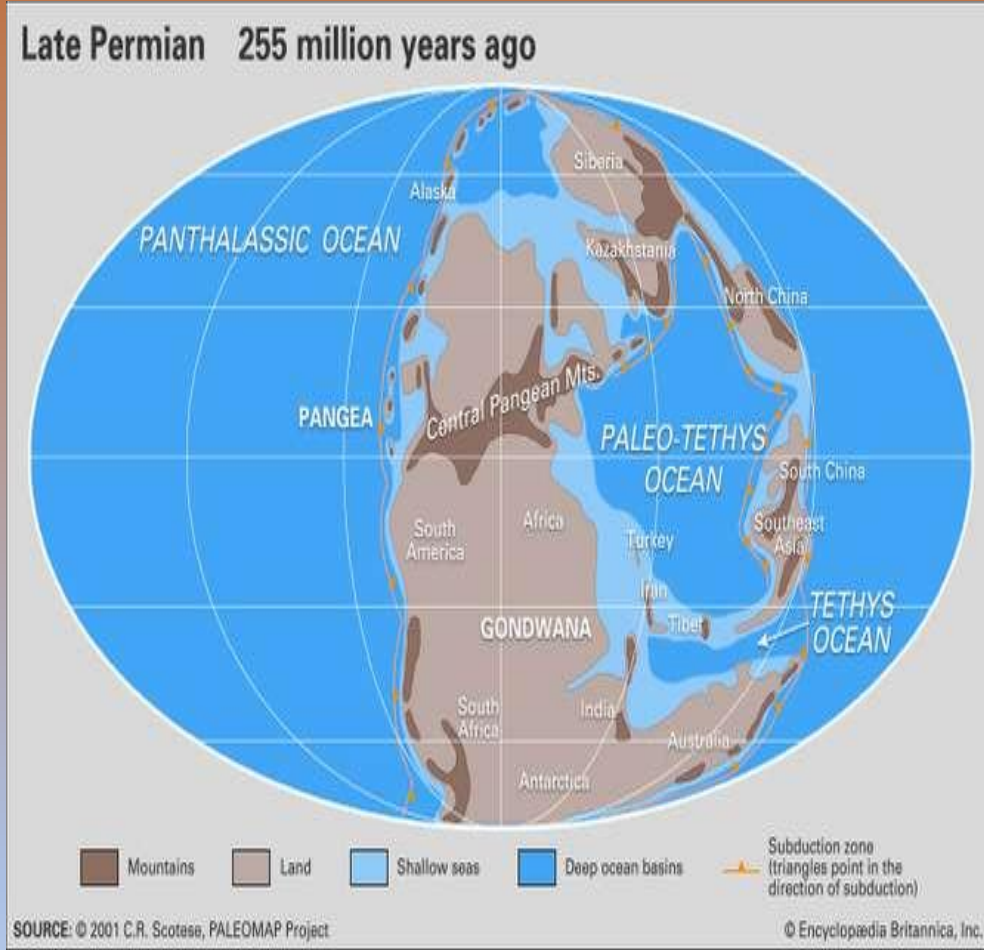 Late Permian 255 million years ago
Siberia
Alaska
PANTHALASSIC OCEAN
Kazakhstania
North China
Central Pangean Mts.
PANGEA
PALEO-TETHYS
OCEAN
South China
South
America
Africa
Turkey
Southeast
Asia
Iran
Tibet
TETHYS
OCEAN
GONDWANA
South
Africa
India
Australia
Antarctica
Mountains
Land
Shallow seas
Deep ocean basins
Subduction zone
(triangles point in the
direction of subduction)
SOURCE: © 2001 C.R. Scotese, PALEOMAP Project
© Encyclopædia Britannica, Inc.